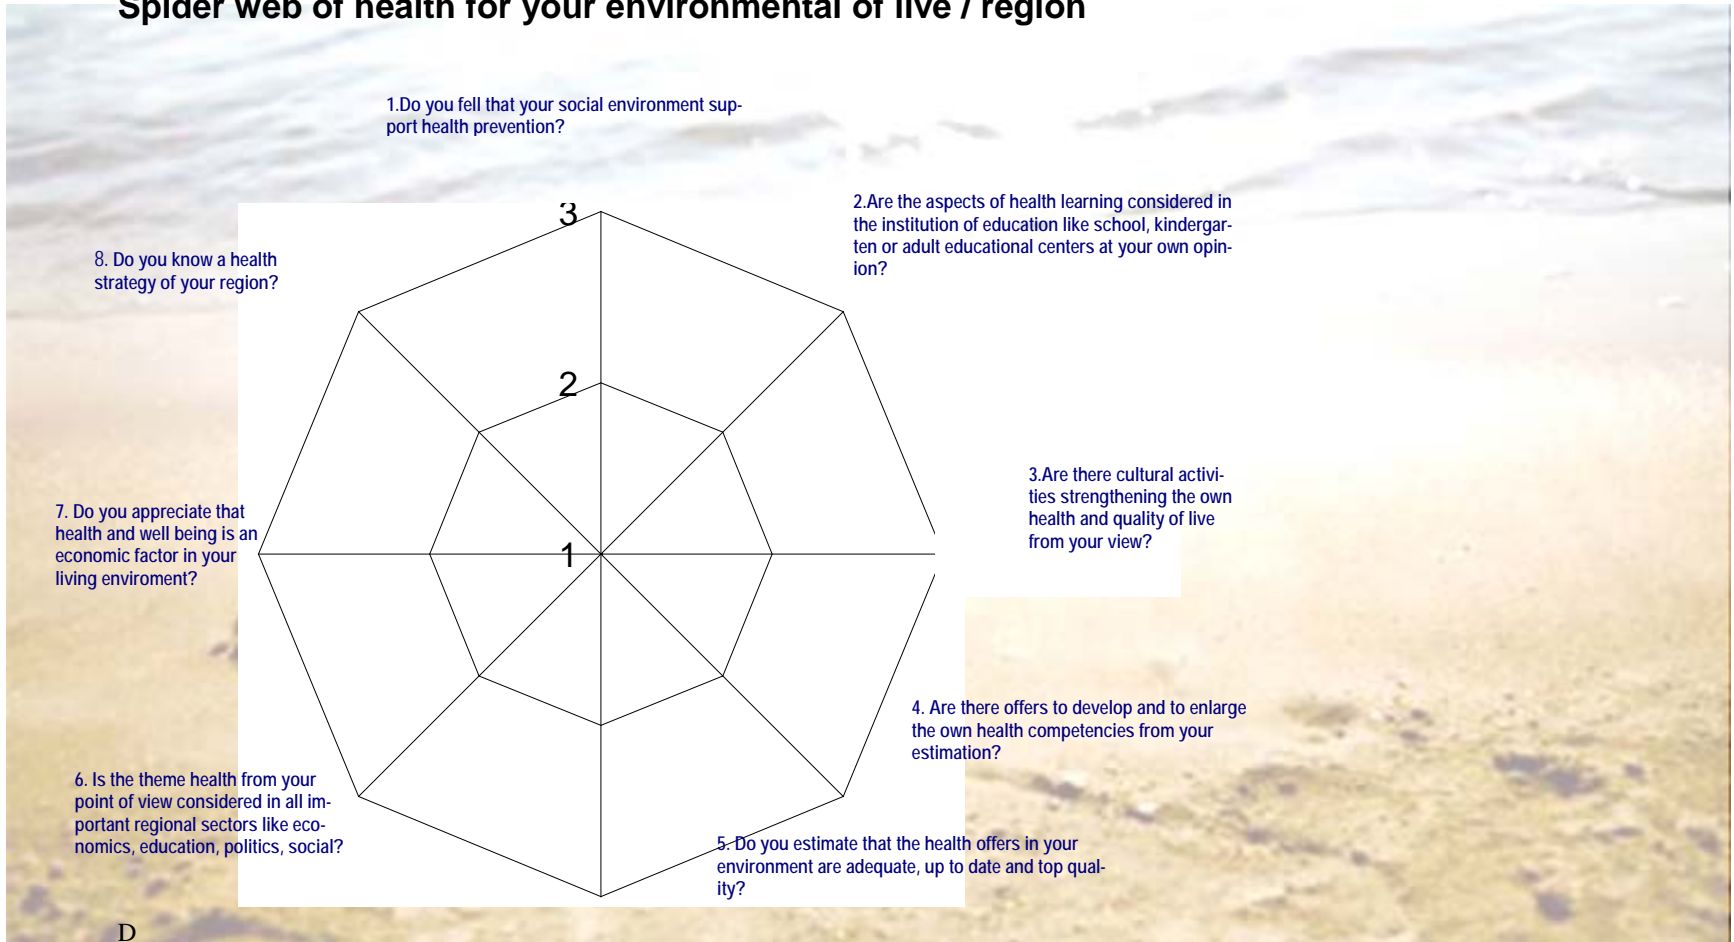 Spider web of health for your environmental of live / region
1.Do you fell that your social environment sup-
port health prevention?
2.Are the aspects of health learning considered in
the institution of education like school, kindergar-
ten or adult educational centers at your own opin-
ion?
3
8. Do you know a health
strategy of your region?
2
3.Are there cultural activi-
ties strengthening the own
health and quality of live
from your view?
7. Do you appreciate that
health and well being is an
economic factor in your
living enviroment?
1
4. Are there offers to develop and to enlarge
the own health competencies from your
estimation?
6. Is the theme health from your
point of view considered in all im-
portant regional sectors like eco-
nomics, education, politics, social?
5. Do you estimate that the health offers in your
environment are adequate, up to date and top qual-
ity?
D